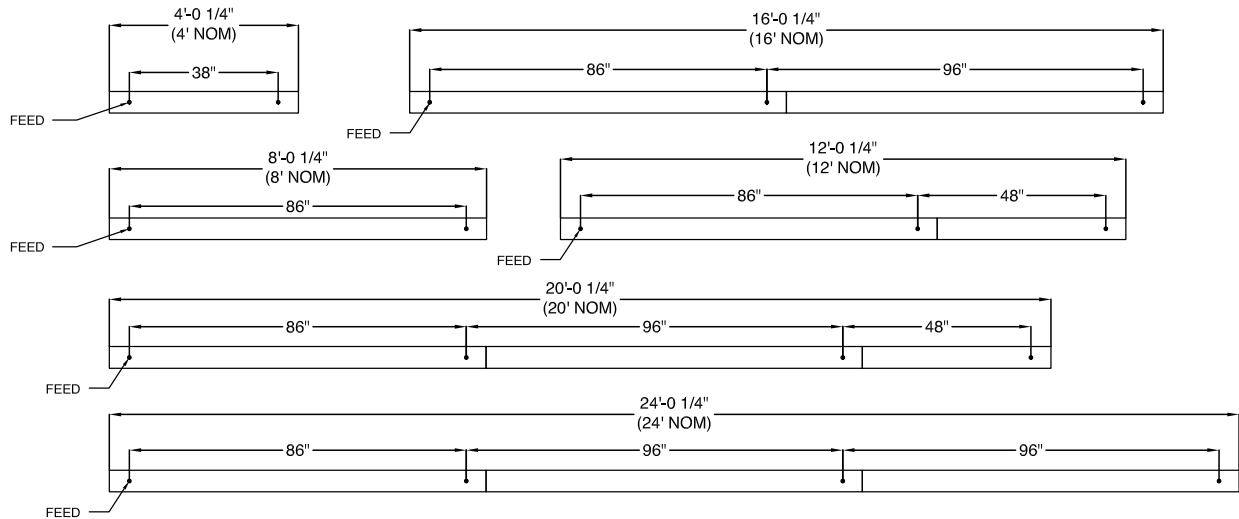 4'-0 1/4"
(4' NOM)
38"
FEED
16'-0 1/4"
(16' NOM)
86"
96"
FEED
8'-0 1/4"
(8' NOM)
86"
FEED
12'-0 1/4"
(12' NOM)
86"
48"
FEED
20'-0 1/4"
(20' NOM)
86"
96"
48"
FEED
24'-0 1/4"
(24' NOM)
86"
96"
96"
FEED